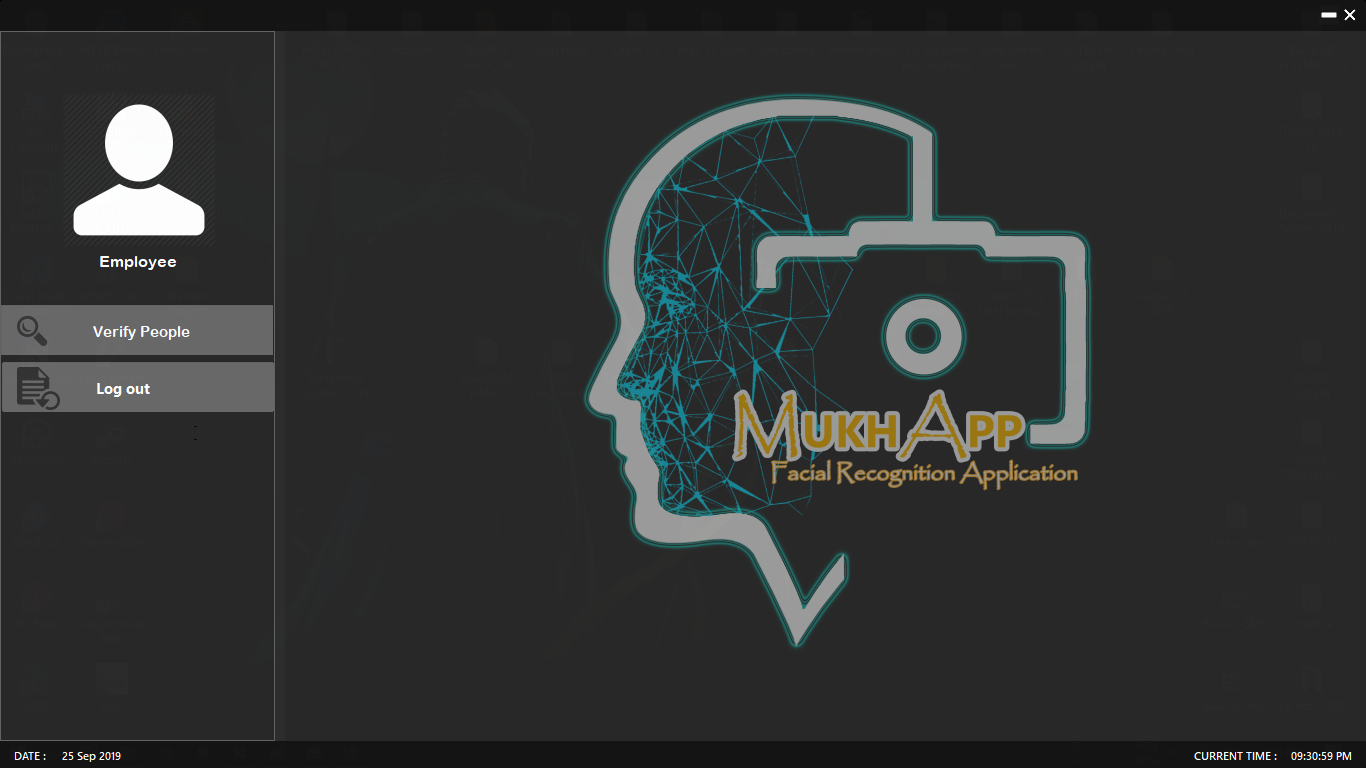 Employee
Verify People
Log out
MUKHAPP
Facial Recognition Application
DATE : 25 Sep 2019
CURRENT TIME : 09:30:59 PM